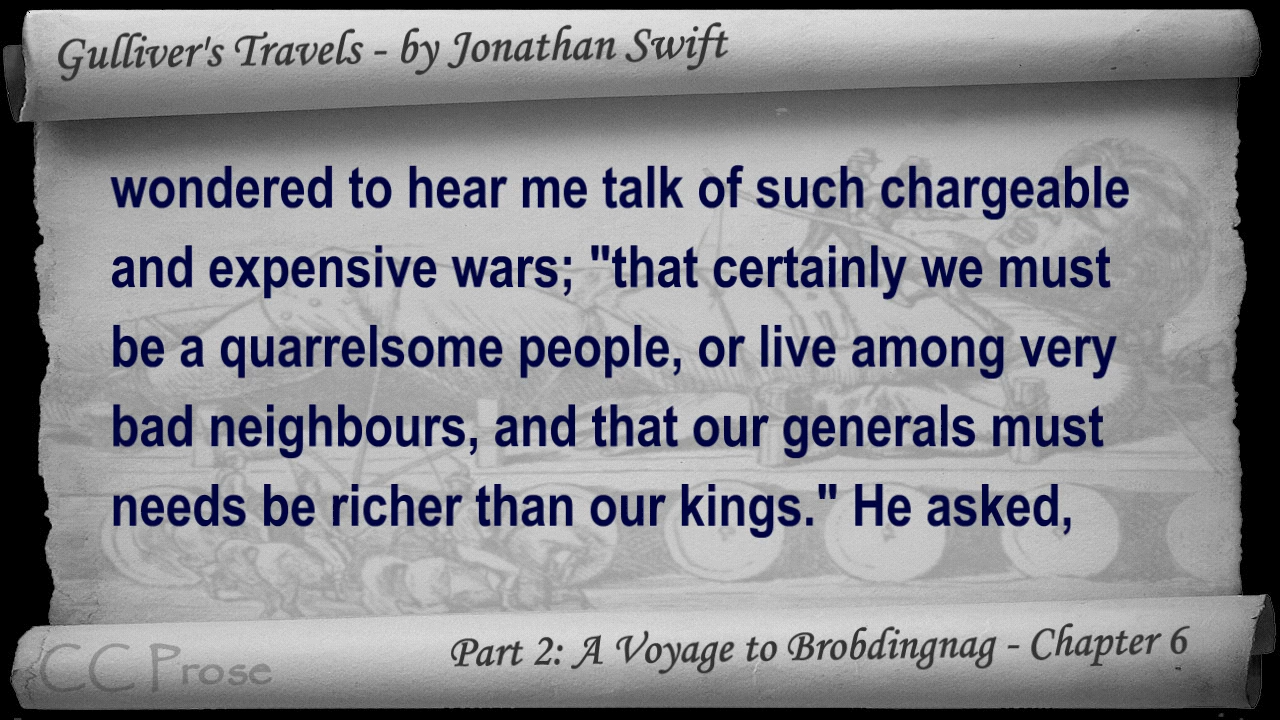 Gulliver's Travels - by Jonathan Swift
wondered to hear me talk of such chargeable
and expensive wars; "that certainly we must
be a quarrelsome people, or live among very
bad neighbours, and that our generals must
needs be richer than our kings." He asked,
Part 2: A Voyage to Brobdingnag - Chapter 6
CC Prose